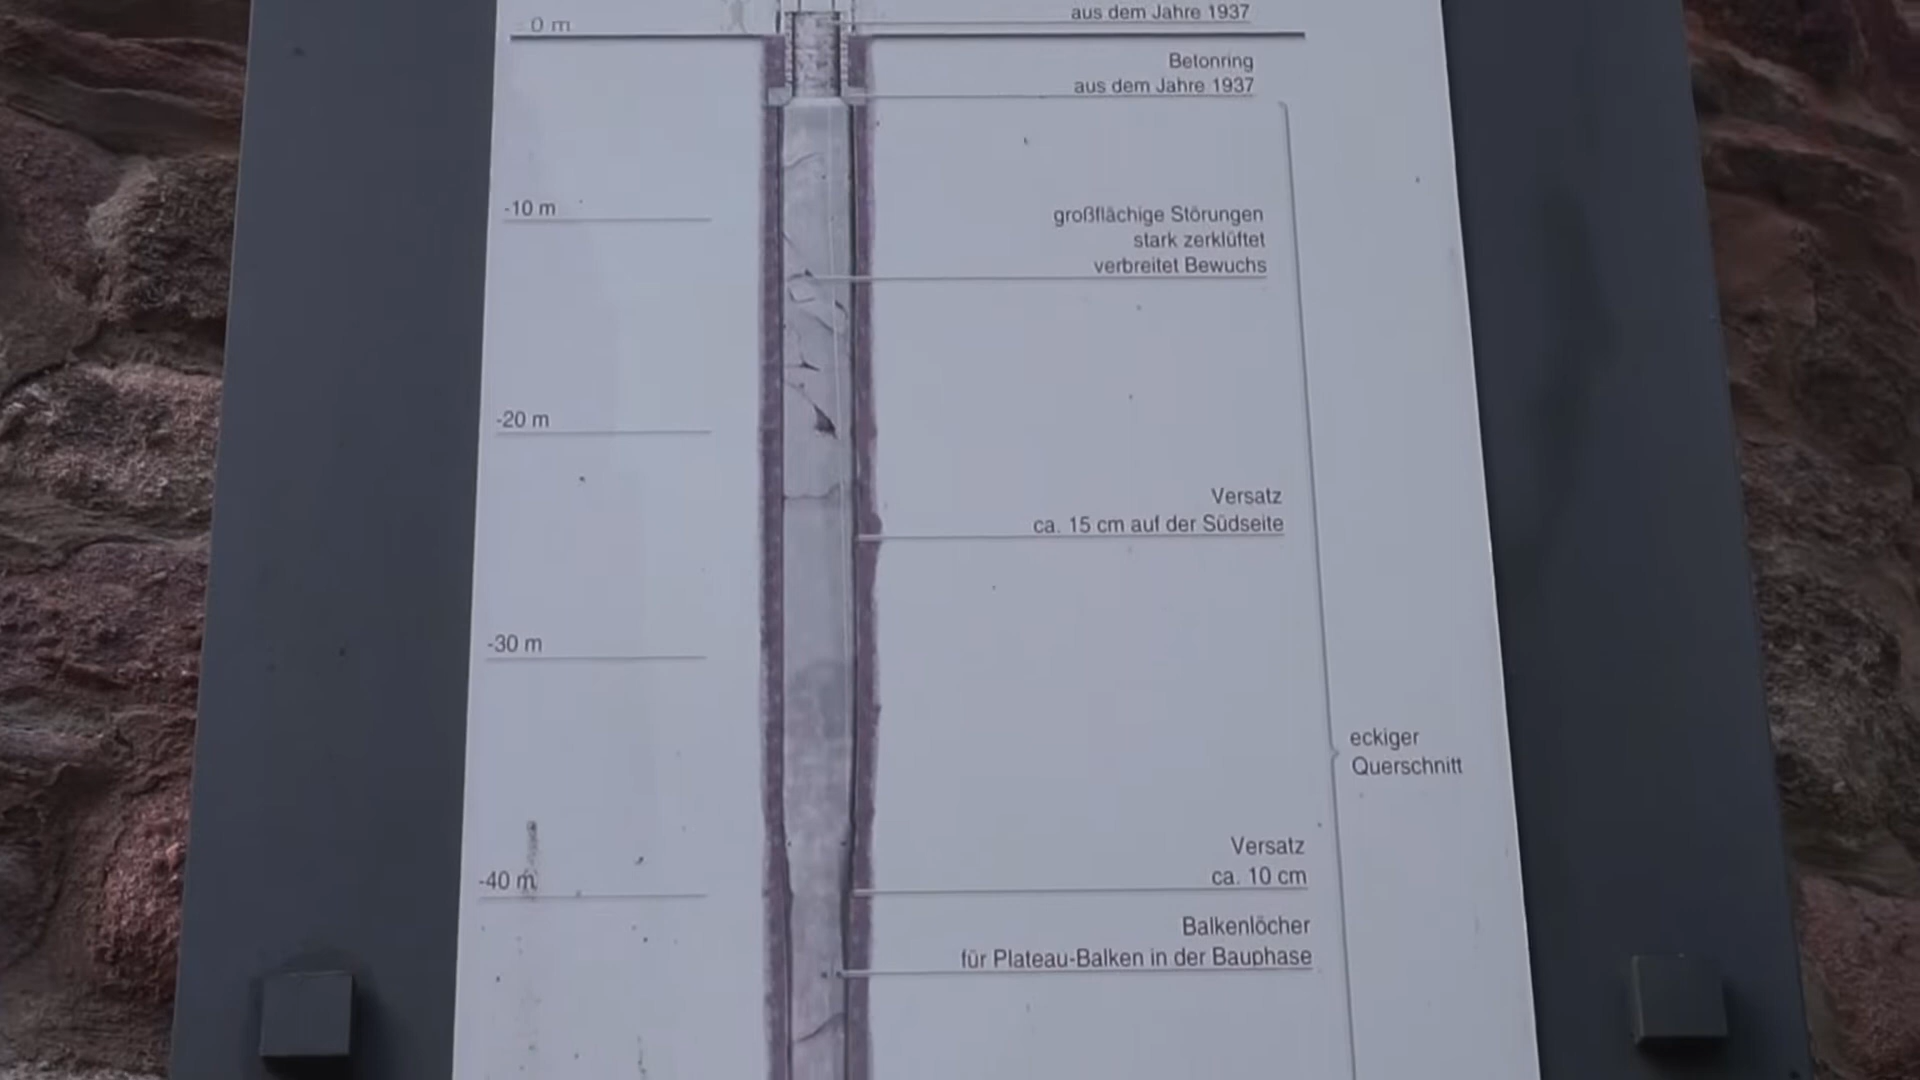 0 m
aus dem Jahre 1937
Betonring
aus dem Jahre 1937
-10 m
großflächige Störungen
stark zerklüftet
verbreitet Bewuchs
-20 m
Versatz
ca. 15 cm auf der Südseite
-30 m
eckiger
Querschnitt
-40 m
Versatz
ca. 10 cm
Balkenlöcher
für Plateau-Balken in der Bauphase